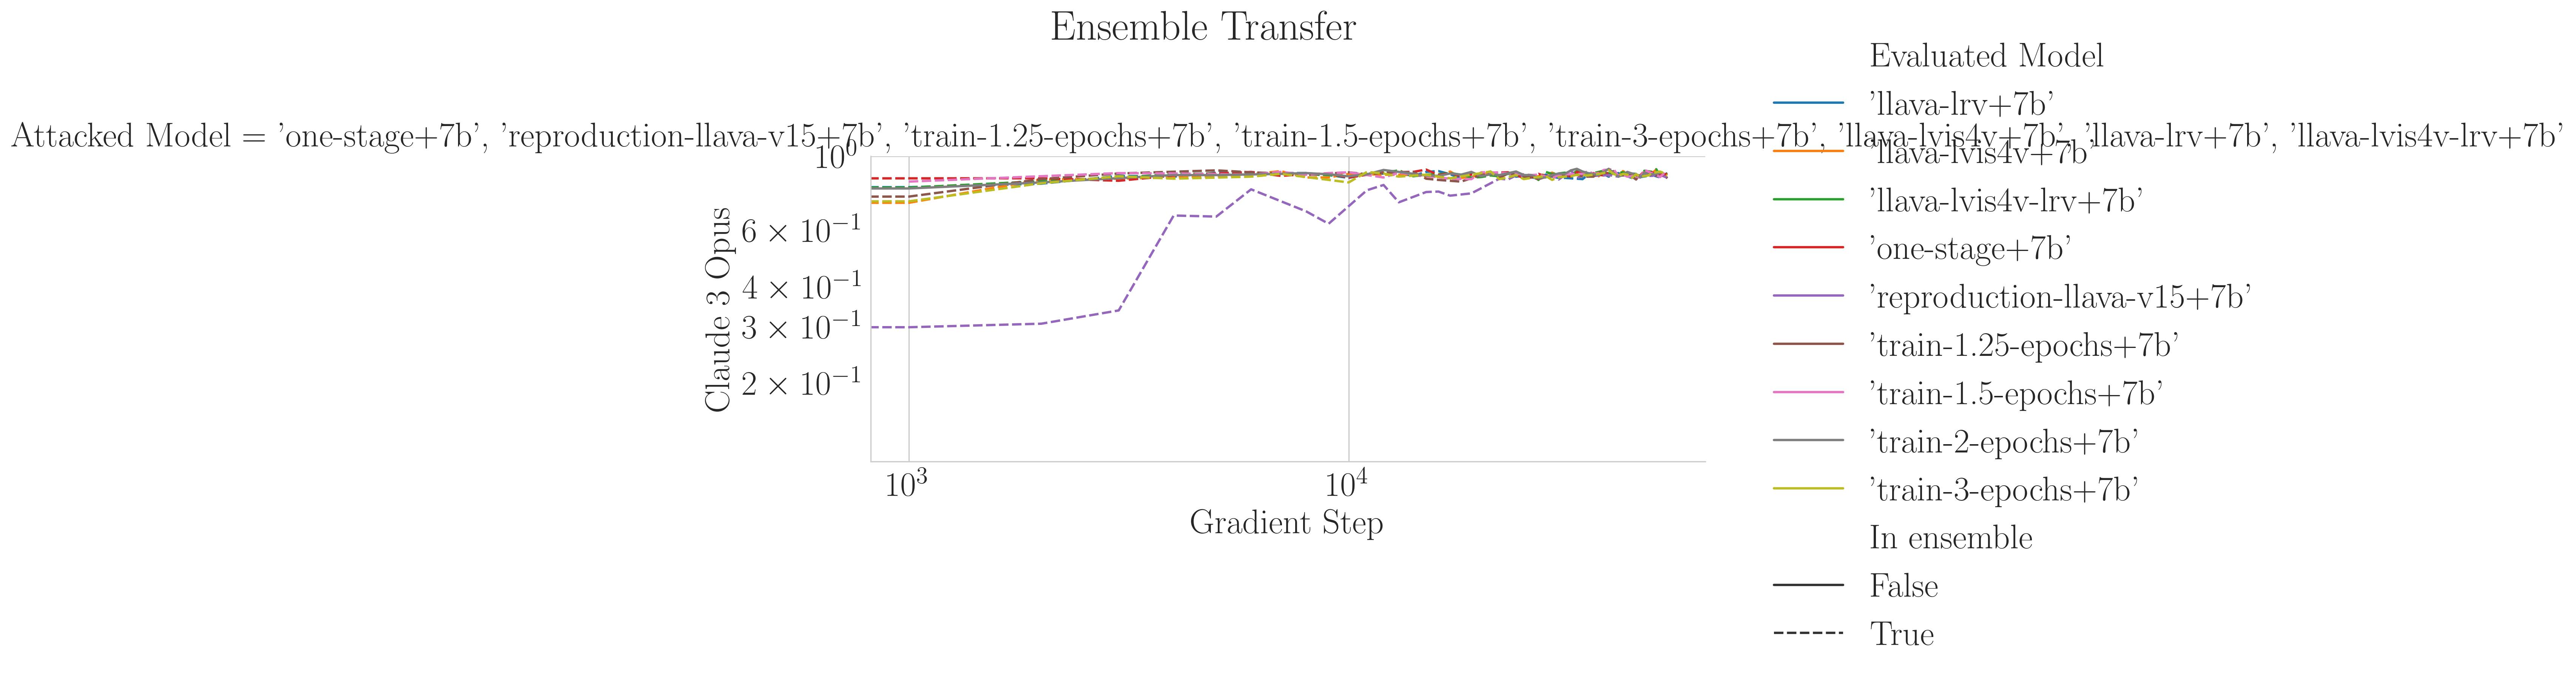 Ensemble Transfer
Attacked Model = 'one-stage+7b', 'reproduction-llava-v15+7b', 'train-1.25-epochs+7b', 'train-1.5-epochs+7b', 'train-3-epochs+7b', 'llava-lvis4v+7b', 'llava-lrv+7b', 'llava-lvis4v-lrv+7b'
Claude 3 Opus
10^0
6 × 10^-1
4 × 10^-1
3 × 10^-1
2 × 10^-1
10^3
10^4
Gradient Step
Evaluated Model
'llava-lrv+7b'
'llava-lvis4v+7b'
'llava-lvis4v-lrv+7b'
'one-stage+7b'
'reproduction-llava-v15+7b'
'train-1.25-epochs+7b'
'train-1.5-epochs+7b'
'train-2-epochs+7b'
'train-3-epochs+7b'
In ensemble
False
True